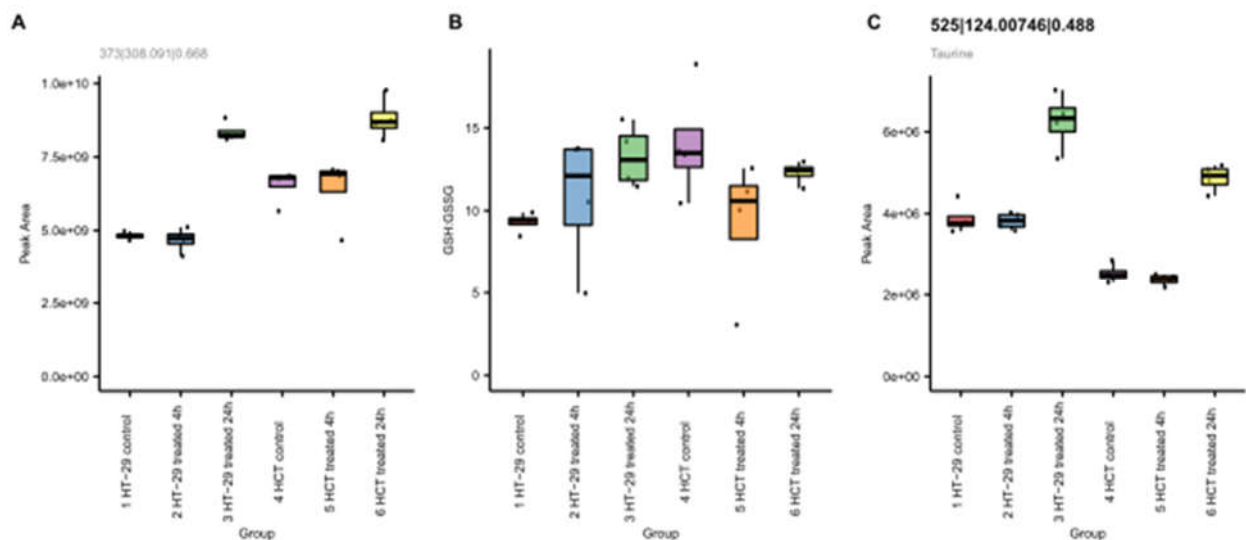 A
373|308.091|0.668
Peak Area
1.0e+10
7.5e+09
5.0e+09
2.5e+09
0.0e+00
1 HT-29 control
2 HT-29 treated 4h
3 HT-29 treated 24h
4 HCT control
5 HCT treated 4h
6 HCT treated 24h
Group
B
GSH:GSSG
15
10
5
0
1 HT-29 control
2 HT-29 treated 4h
3 HT-29 treated 24h
4 HCT control
5 HCT treated 4h
6 HCT treated 24h
Group
C
525|124.00746|0.488
Taurine
Peak Area
6e+06
4e+06
2e+06
0e+00
1 HT-29 control
2 HT-29 treated 4h
3 HT-29 treated 24h
4 HCT control
5 HCT treated 4h
6 HCT treated 24h
Group